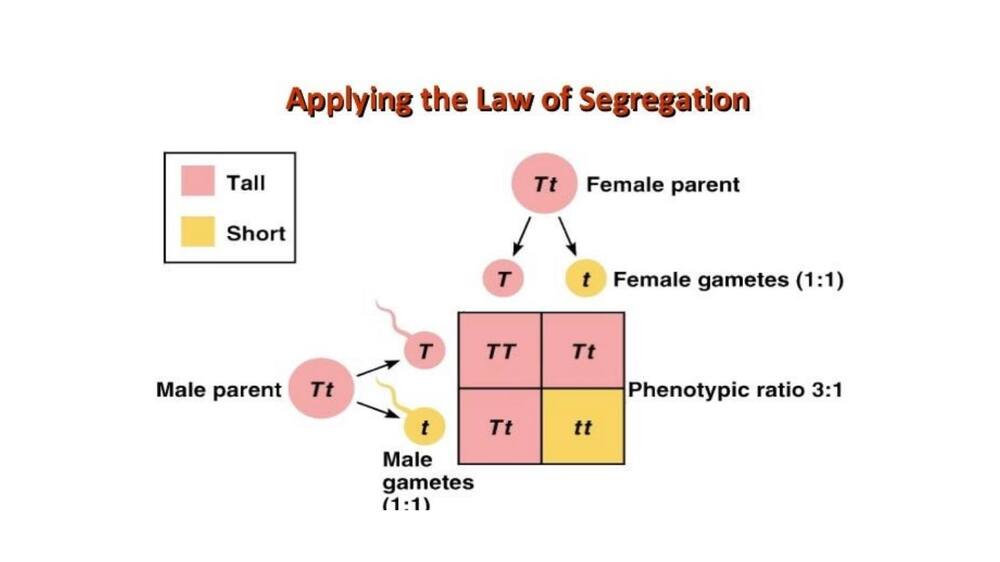 Applying the Law of Segregation
Tall
Short
Tt Female parent
T t Female gametes (1:1)
T TT Tt
Male parent Tt Phenotypic ratio 3:1
t Tt tt
Male
gametes
(1:1)